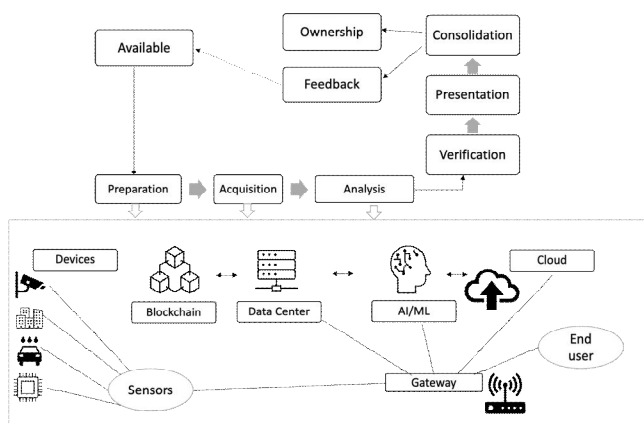 Ownership
Consolidation
Available
Feedback
Presentation
Verification
Preparation
Acquisition
Analysis
Devices
Cloud
Blockchain
Data Center
AI/ML
End
user
Sensors
Gateway